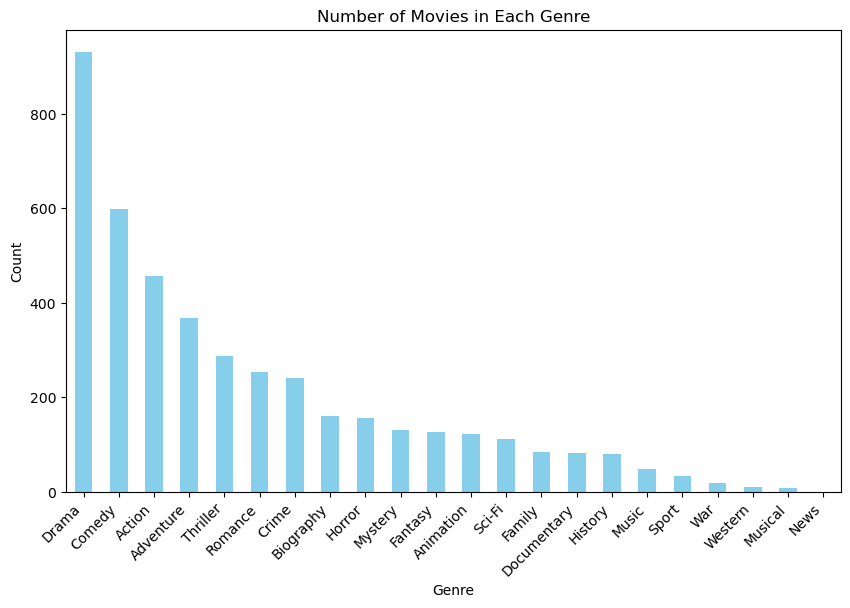 Number of Movies in Each Genre
Count
800
600
400
200
0
Drama
Comedy
Action
Adventure
Thriller
Romance
Crime
Biography
Horror
Mystery
Fantasy
Animation
Sci-Fi
Family
Documentary
History
Music
Sport
War
Western
Musical
News
Genre